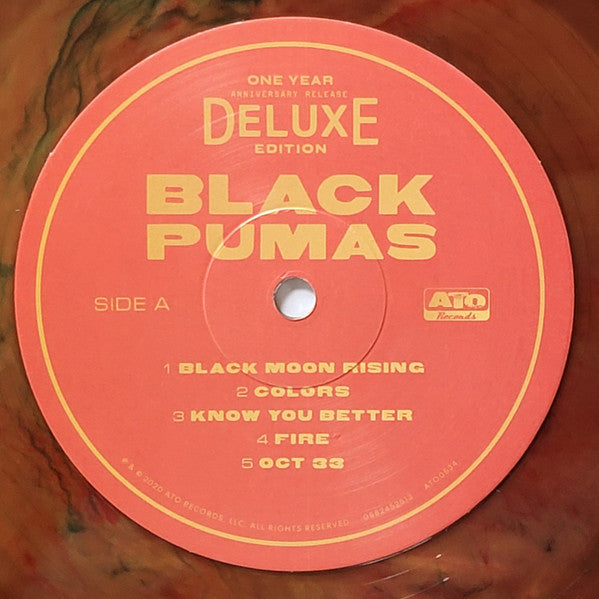 ONE YEAR
ANNIVERSARY RELEASE
DELUXE
EDITION
BLACK
PUMAS
SIDE A
ATO
Records
1 BLACK MOON RISING
2 COLORS
3 KNOW YOU BETTER
4 FIRE
5 OCT 33
℗ & © 2020 ATO RECORDS, LLC. ALL RIGHTS RESERVED